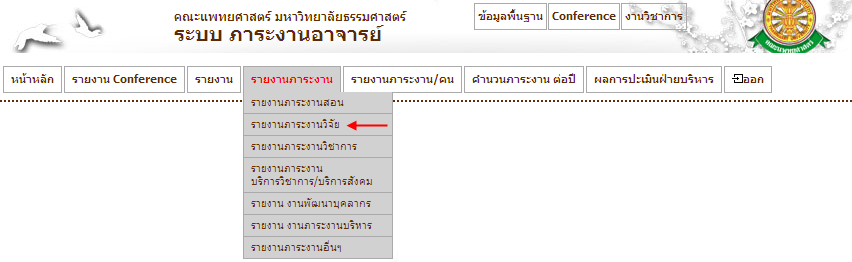 คณะแพทยศาสตร์ มหาวิทยาลัยธรรมศาสตร์
ระบบ ภาระงานอาจารย์
ข้อมูลพื้นฐาน Conference งานวิชาการ
หน้าหลัก รายงาน Conference รายงาน รายงานภาระงาน รายงานภาระงาน/คน คำนวนภาระงาน ต่อปี ผลการประเมินฝ่ายบริหาร ออก
รายงานภาระงานสอน
รายงานภาระงานวิจัย
รายงานภาระงานวิชาการ
รายงานภาระงาน
บริการวิชาการ/บริการสังคม
รายงาน งานพัฒนาบุคลากร
รายงาน งานภาระงานบริหาร
รายงานภาระงานอื่นๆ